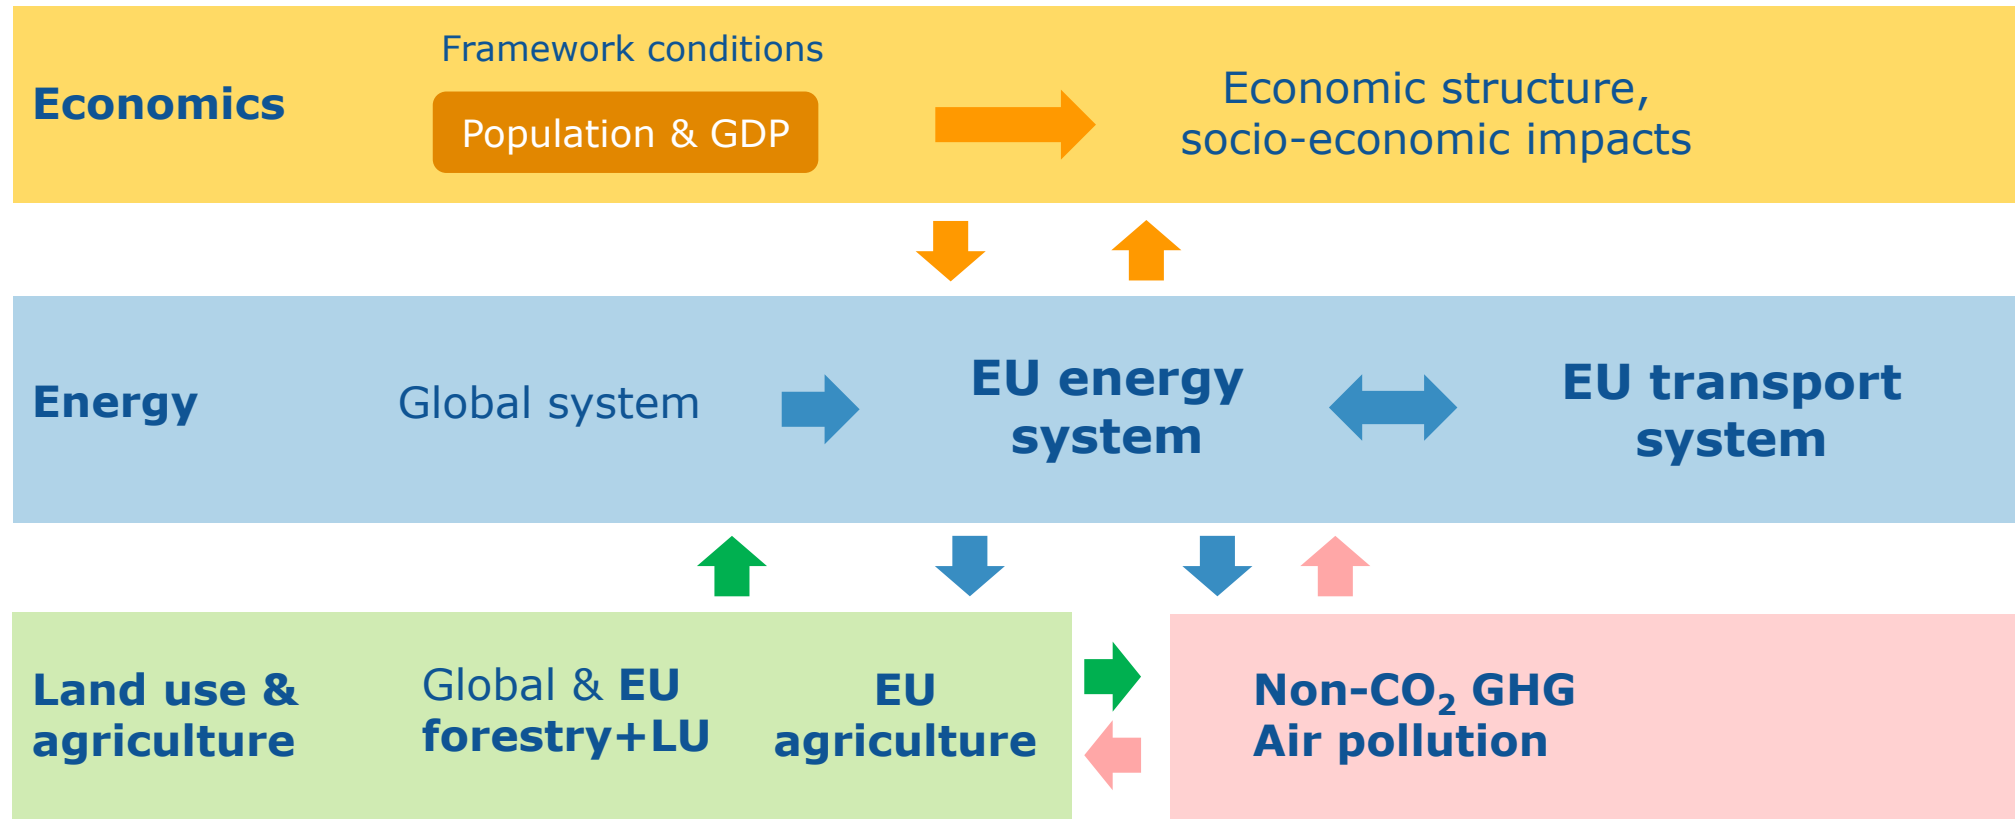 Economics
Framework conditions
Population & GDP
Economic structure,
socio-economic impacts
Energy
Global system
EU energy
system
EU transport
system
Land use &
agriculture
Global & EU
forestry+LU
EU
agriculture
Non-CO₂ GHG
Air pollution